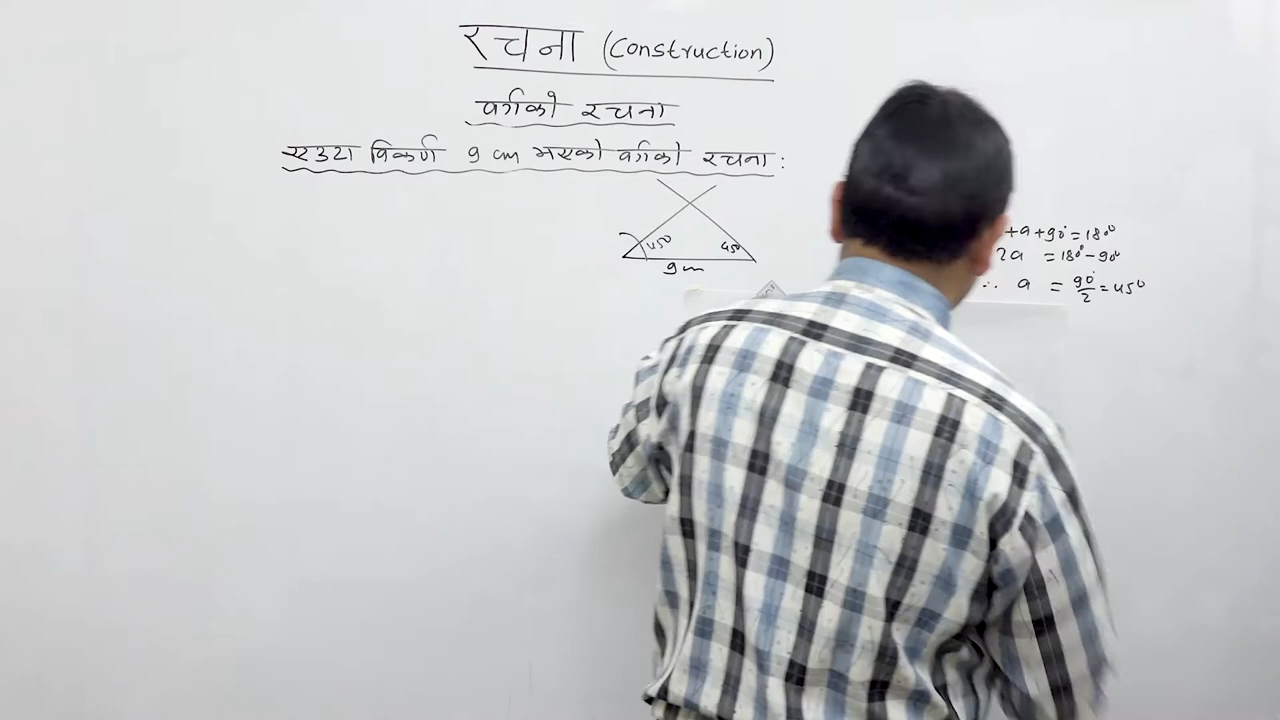 रचना (Construction)
वर्गको रचना
एउटा विकर्ण 9 cm भएको वर्गको रचना:
45° 45°
9 cm
+a+90°=180°
2a = 180°-90°
∴ a = 90°/2 = 45°